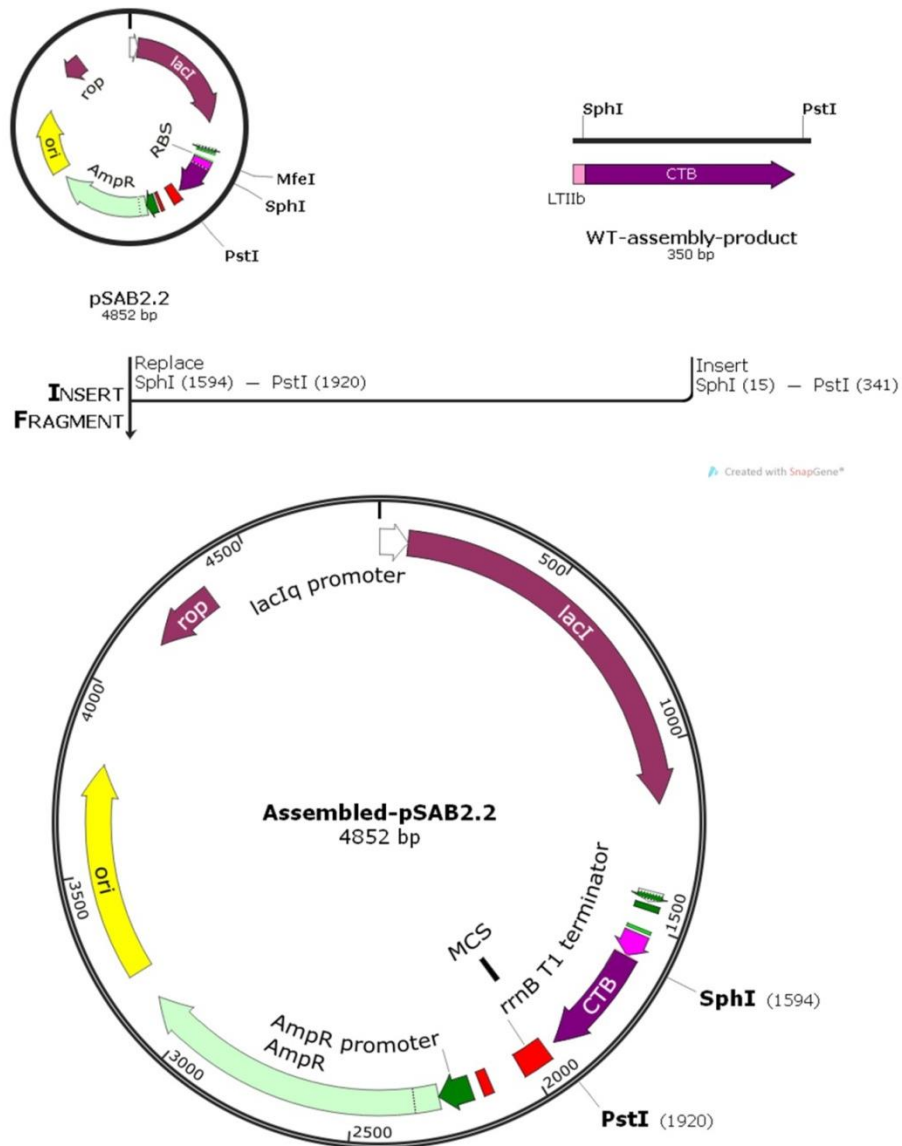 lacI
rop
RBS
ori
AmpR
MfeI
SphI
PstI
pSAB2.2
4852 bp
SphI
PstI
CTB
LTIIb
WT-assembly-product
350 bp
Replace
SphI (1594) — PstI (1920)
Insert
SphI (15) — PstI (341)
INSERT
FRAGMENT
Created with SnapGene®
4500
lacIq promoter
500
rop
lacI
4000
1000
Assembled-pSAB2.2
4852 bp
ori
3500
rrnB T1 terminator
1500
MCS
CTB
SphI (1594)
AmpR promoter
AmpR
3000
2000
PstI (1920)
2500